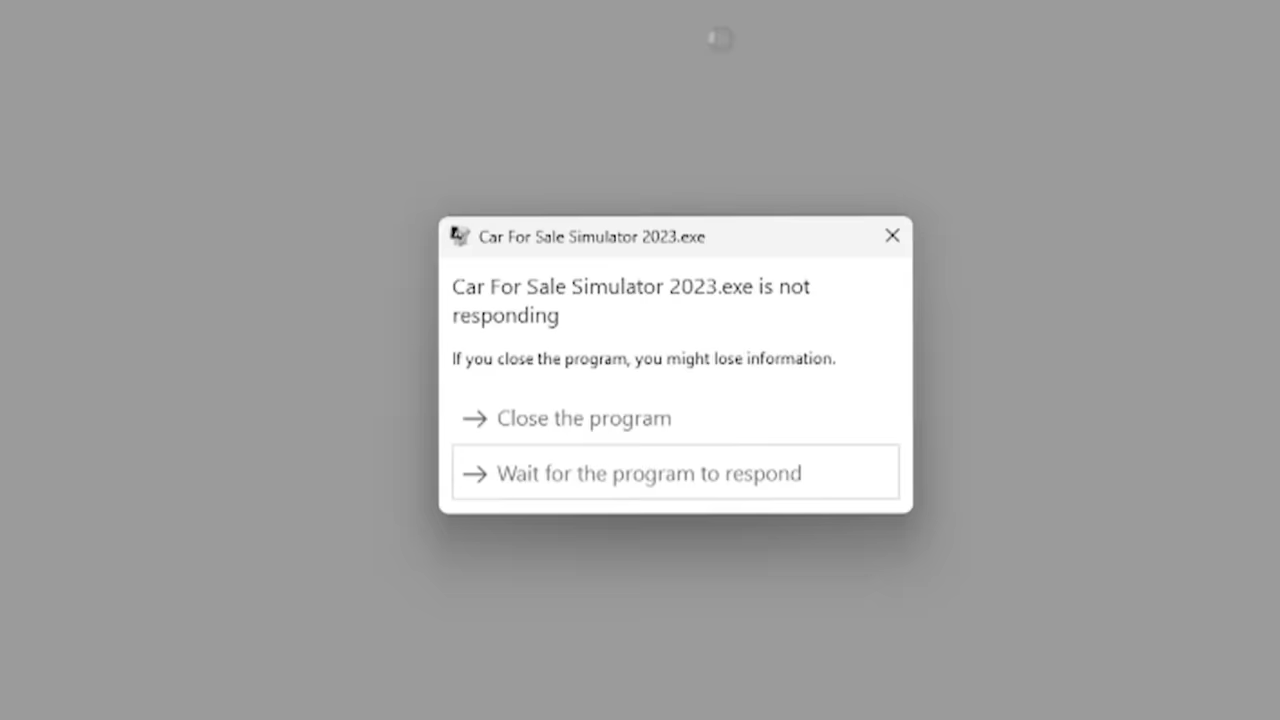 Car For Sale Simulator 2023.exe
Car For Sale Simulator 2023.exe is not
responding
If you close the program, you might lose information.
Close the program
Wait for the program to respond